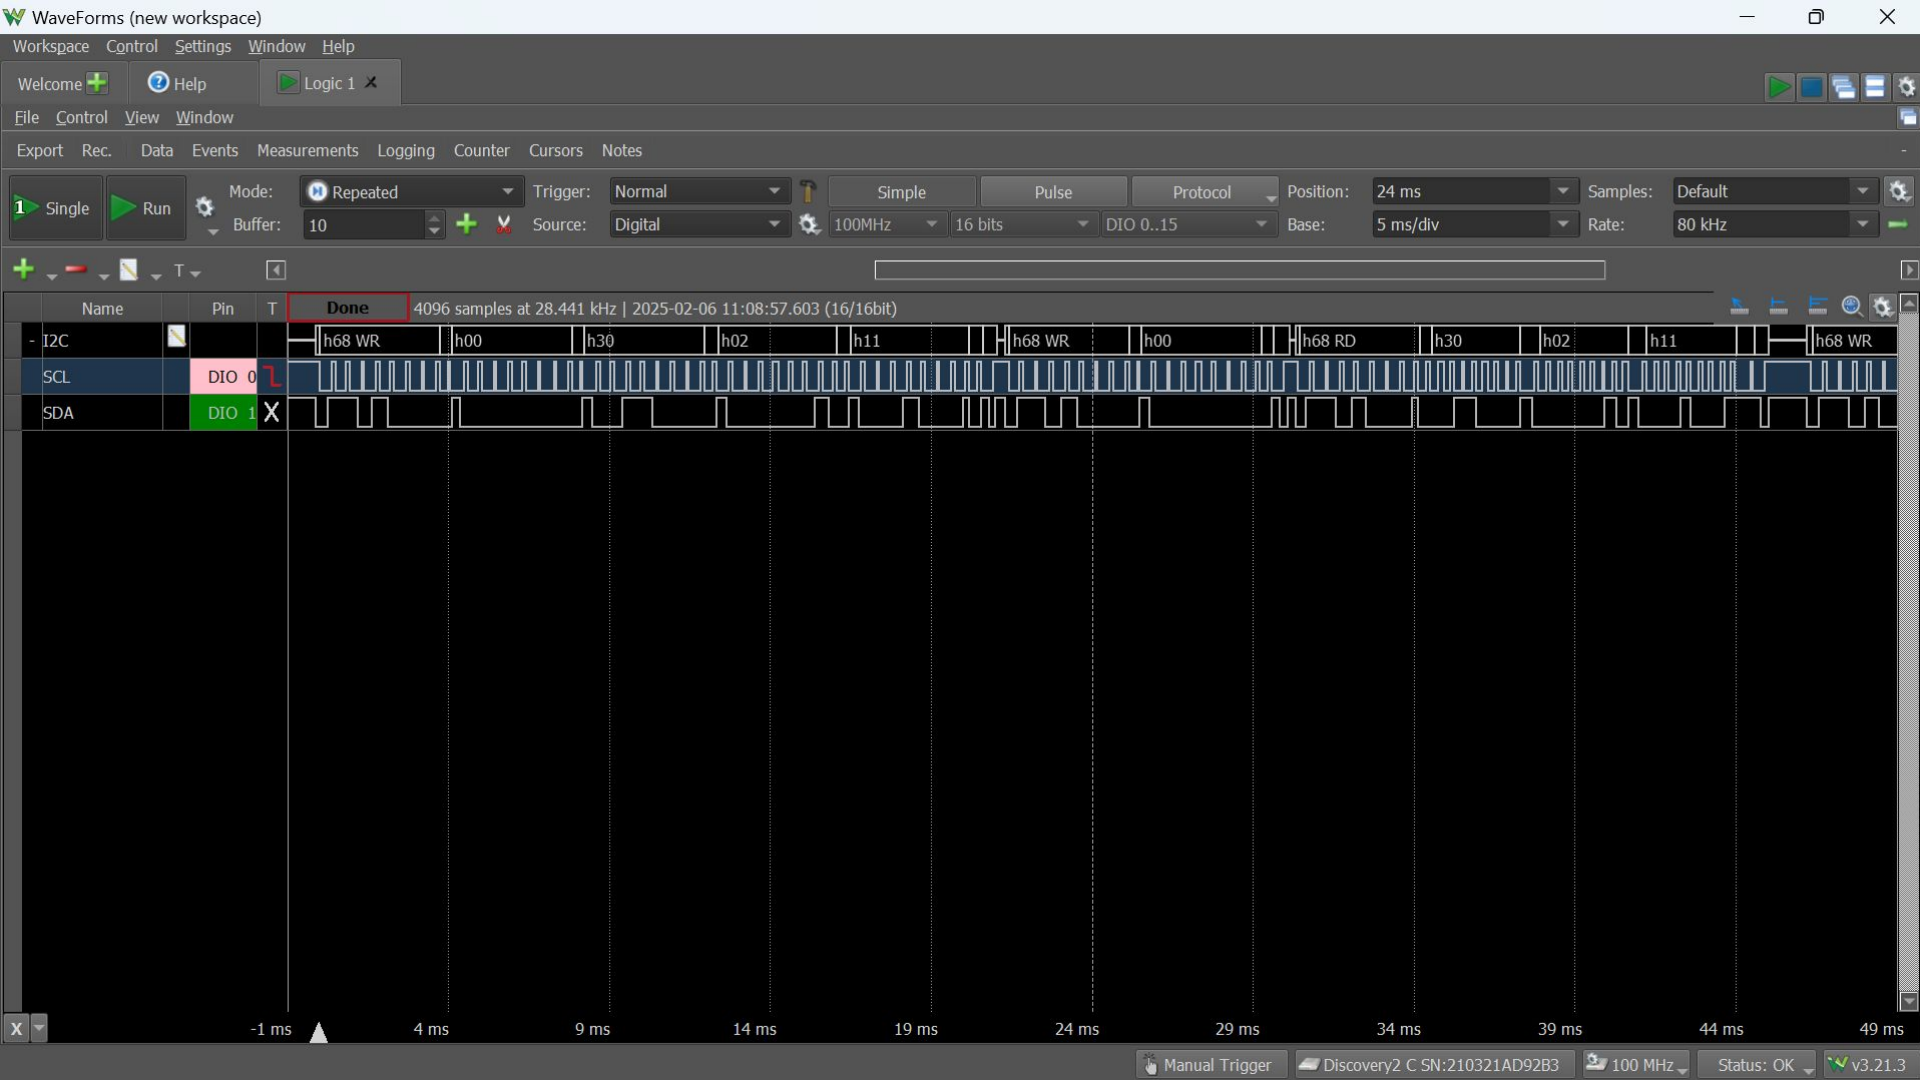 WaveForms (new workspace)
Workspace Control Settings Window Help
Welcome Help Logic 1
File Control View Window
Export Rec. Data Events Measurements Logging Counter Cursors Notes
1 Single Run Mode: Repeated Trigger: Normal Simple Pulse Protocol Position: 24 ms Samples: Default
Buffer: 10 Source: Digital 100MHz 16 bits DIO 0..15 Base: 5 ms/div Rate: 80 kHz
T
Name Pin T Done 4096 samples at 28.441 kHz | 2025-02-06 11:08:57.603 (16/16bit)
- I2C h68 WR h00 h30 h02 h11 h68 WR h00 h68 RD h30 h02 h11 h68 WR
SCL DIO 0
SDA DIO 1 X
X -1 ms 4 ms 9 ms 14 ms 19 ms 24 ms 29 ms 34 ms 39 ms 44 ms 49 ms
Manual Trigger Discovery2 C SN:210321AD92B3 100 MHz Status: OK v3.21.3